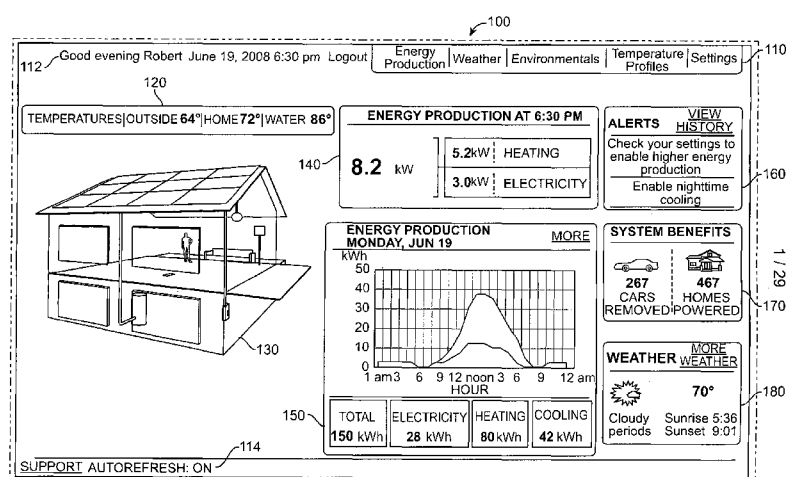 100
Good evening Robert June 19, 2008 6:30 pm Logout
Energy Production | Weather | Environmentals | Temperature Profiles | Settings
110
112
120
TEMPERATURES|OUTSIDE 64°|HOME 72°|WATER 86°
130
140
ENERGY PRODUCTION AT 6:30 PM
8.2 kW
5.2kW HEATING
3.0kW ELECTRICITY
ALERTS VIEW HISTORY
Check your settings to
enable higher energy
production
Enable nighttime
cooling
160
ENERGY PRODUCTION
MONDAY, JUN 19 MORE
kWh
50
40
30
20
10
0
1 am 3 6 9 12 noon 3 6 9 12 am
HOUR
150
TOTAL
150 kWh
ELECTRICITY
28 kWh
HEATING
80 kWh
COOLING
42 kWh
SYSTEM BENEFITS
267
CARS
REMOVED
467
HOMES
POWERED
170
1 / 29
WEATHER MORE WEATHER
70°
Cloudy
periods
Sunrise 5:36
Sunset 9:01
180
114
SUPPORT AUTOREFRESH: ON